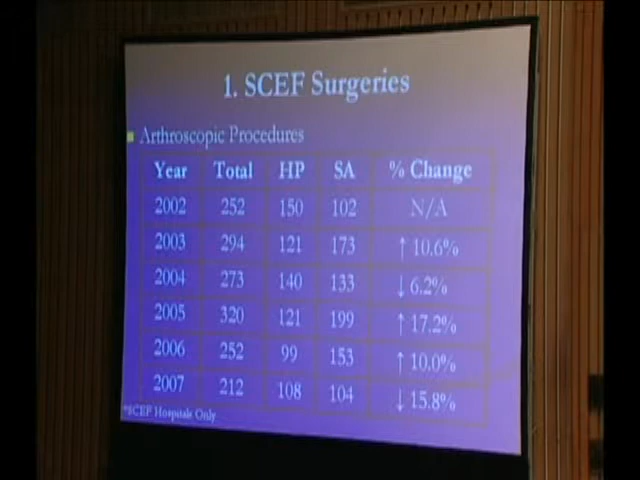 1. SCEF Surgeries
Arthroscopic Procedures
Year Total HP SA % Change
2002 252 150 102 N/A
2003 294 121 173 ↑ 10.6%
2004 273 140 133 ↓ 6.2%
2005 320 121 199 ↑ 17.2%
2006 252 99 153 ↑ 10.0%
2007 212 108 104 ↓ 15.8%
*SCEF Hospitals Only